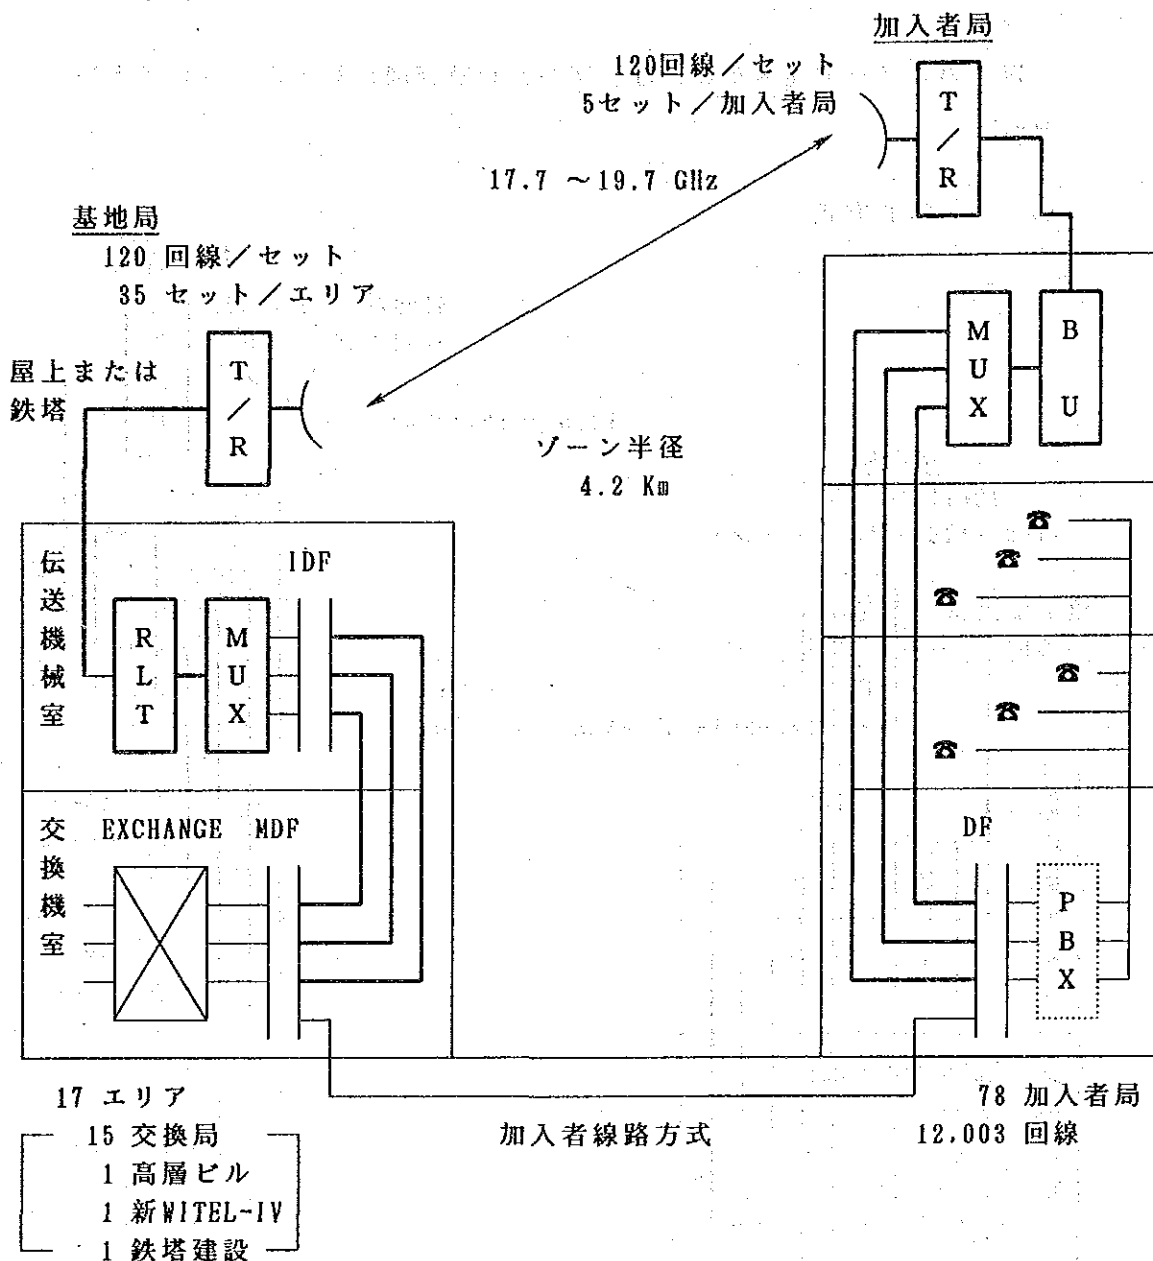 加入者局
120回線／セット
5セット／加入者局
T／R
17.7 ～19.7 GHz
基地局
120 回線／セット
35 セット／エリア
屋上または
鉄塔
T／R
ゾーン半径
4.2 Km
MUX
BU
伝送機械室
IDF
RLT
MUX
交換機室
EXCHANGE
MDF
DF
PBX
17 エリア
15 交換局
1 高層ビル
1 新WITEL-IV
1 鉄塔建設
加入者線路方式
78 加入者局
12,003 回線